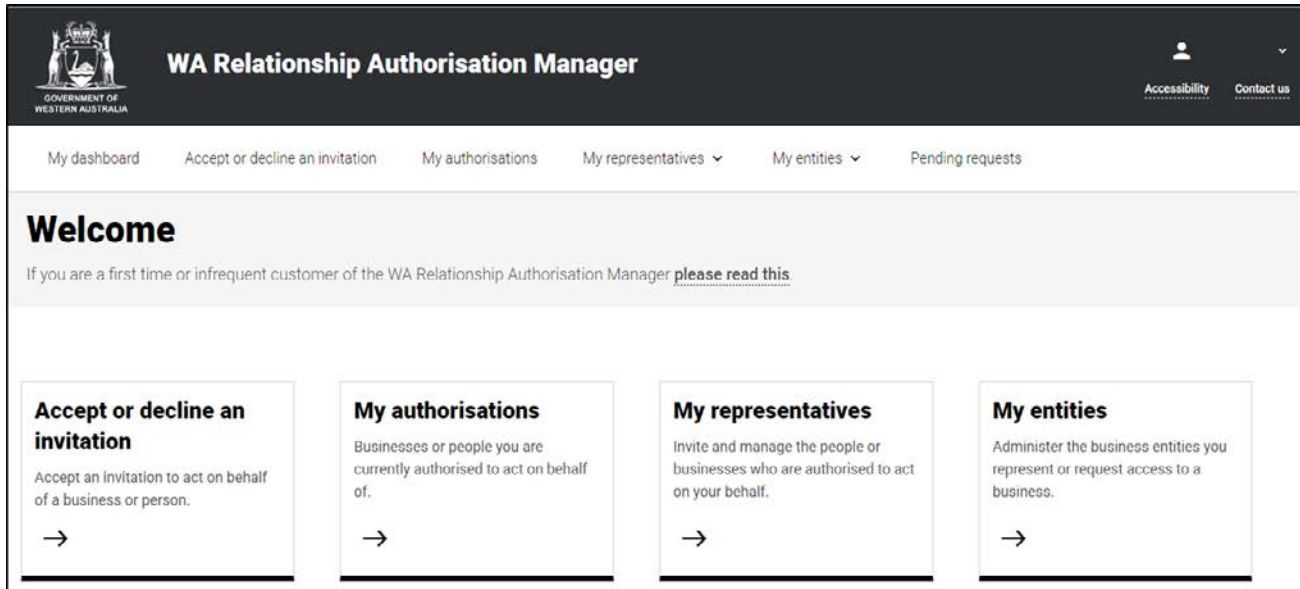 GOVERNMENT OF
WESTERN AUSTRALIA
WA Relationship Authorisation Manager
Accessibility
Contact us
My dashboard
Accept or decline an invitation
My authorisations
My representatives
My entities
Pending requests
Welcome
If you are a first time or infrequent customer of the WA Relationship Authorisation Manager please read this.
Accept or decline an
invitation
Accept an invitation to act on behalf
of a business or person.
My authorisations
Businesses or people you are
currently authorised to act on behalf
of.
My representatives
Invite and manage the people or
businesses who are authorised to act
on your behalf.
My entities
Administer the business entities you
represent or request access to a
business.